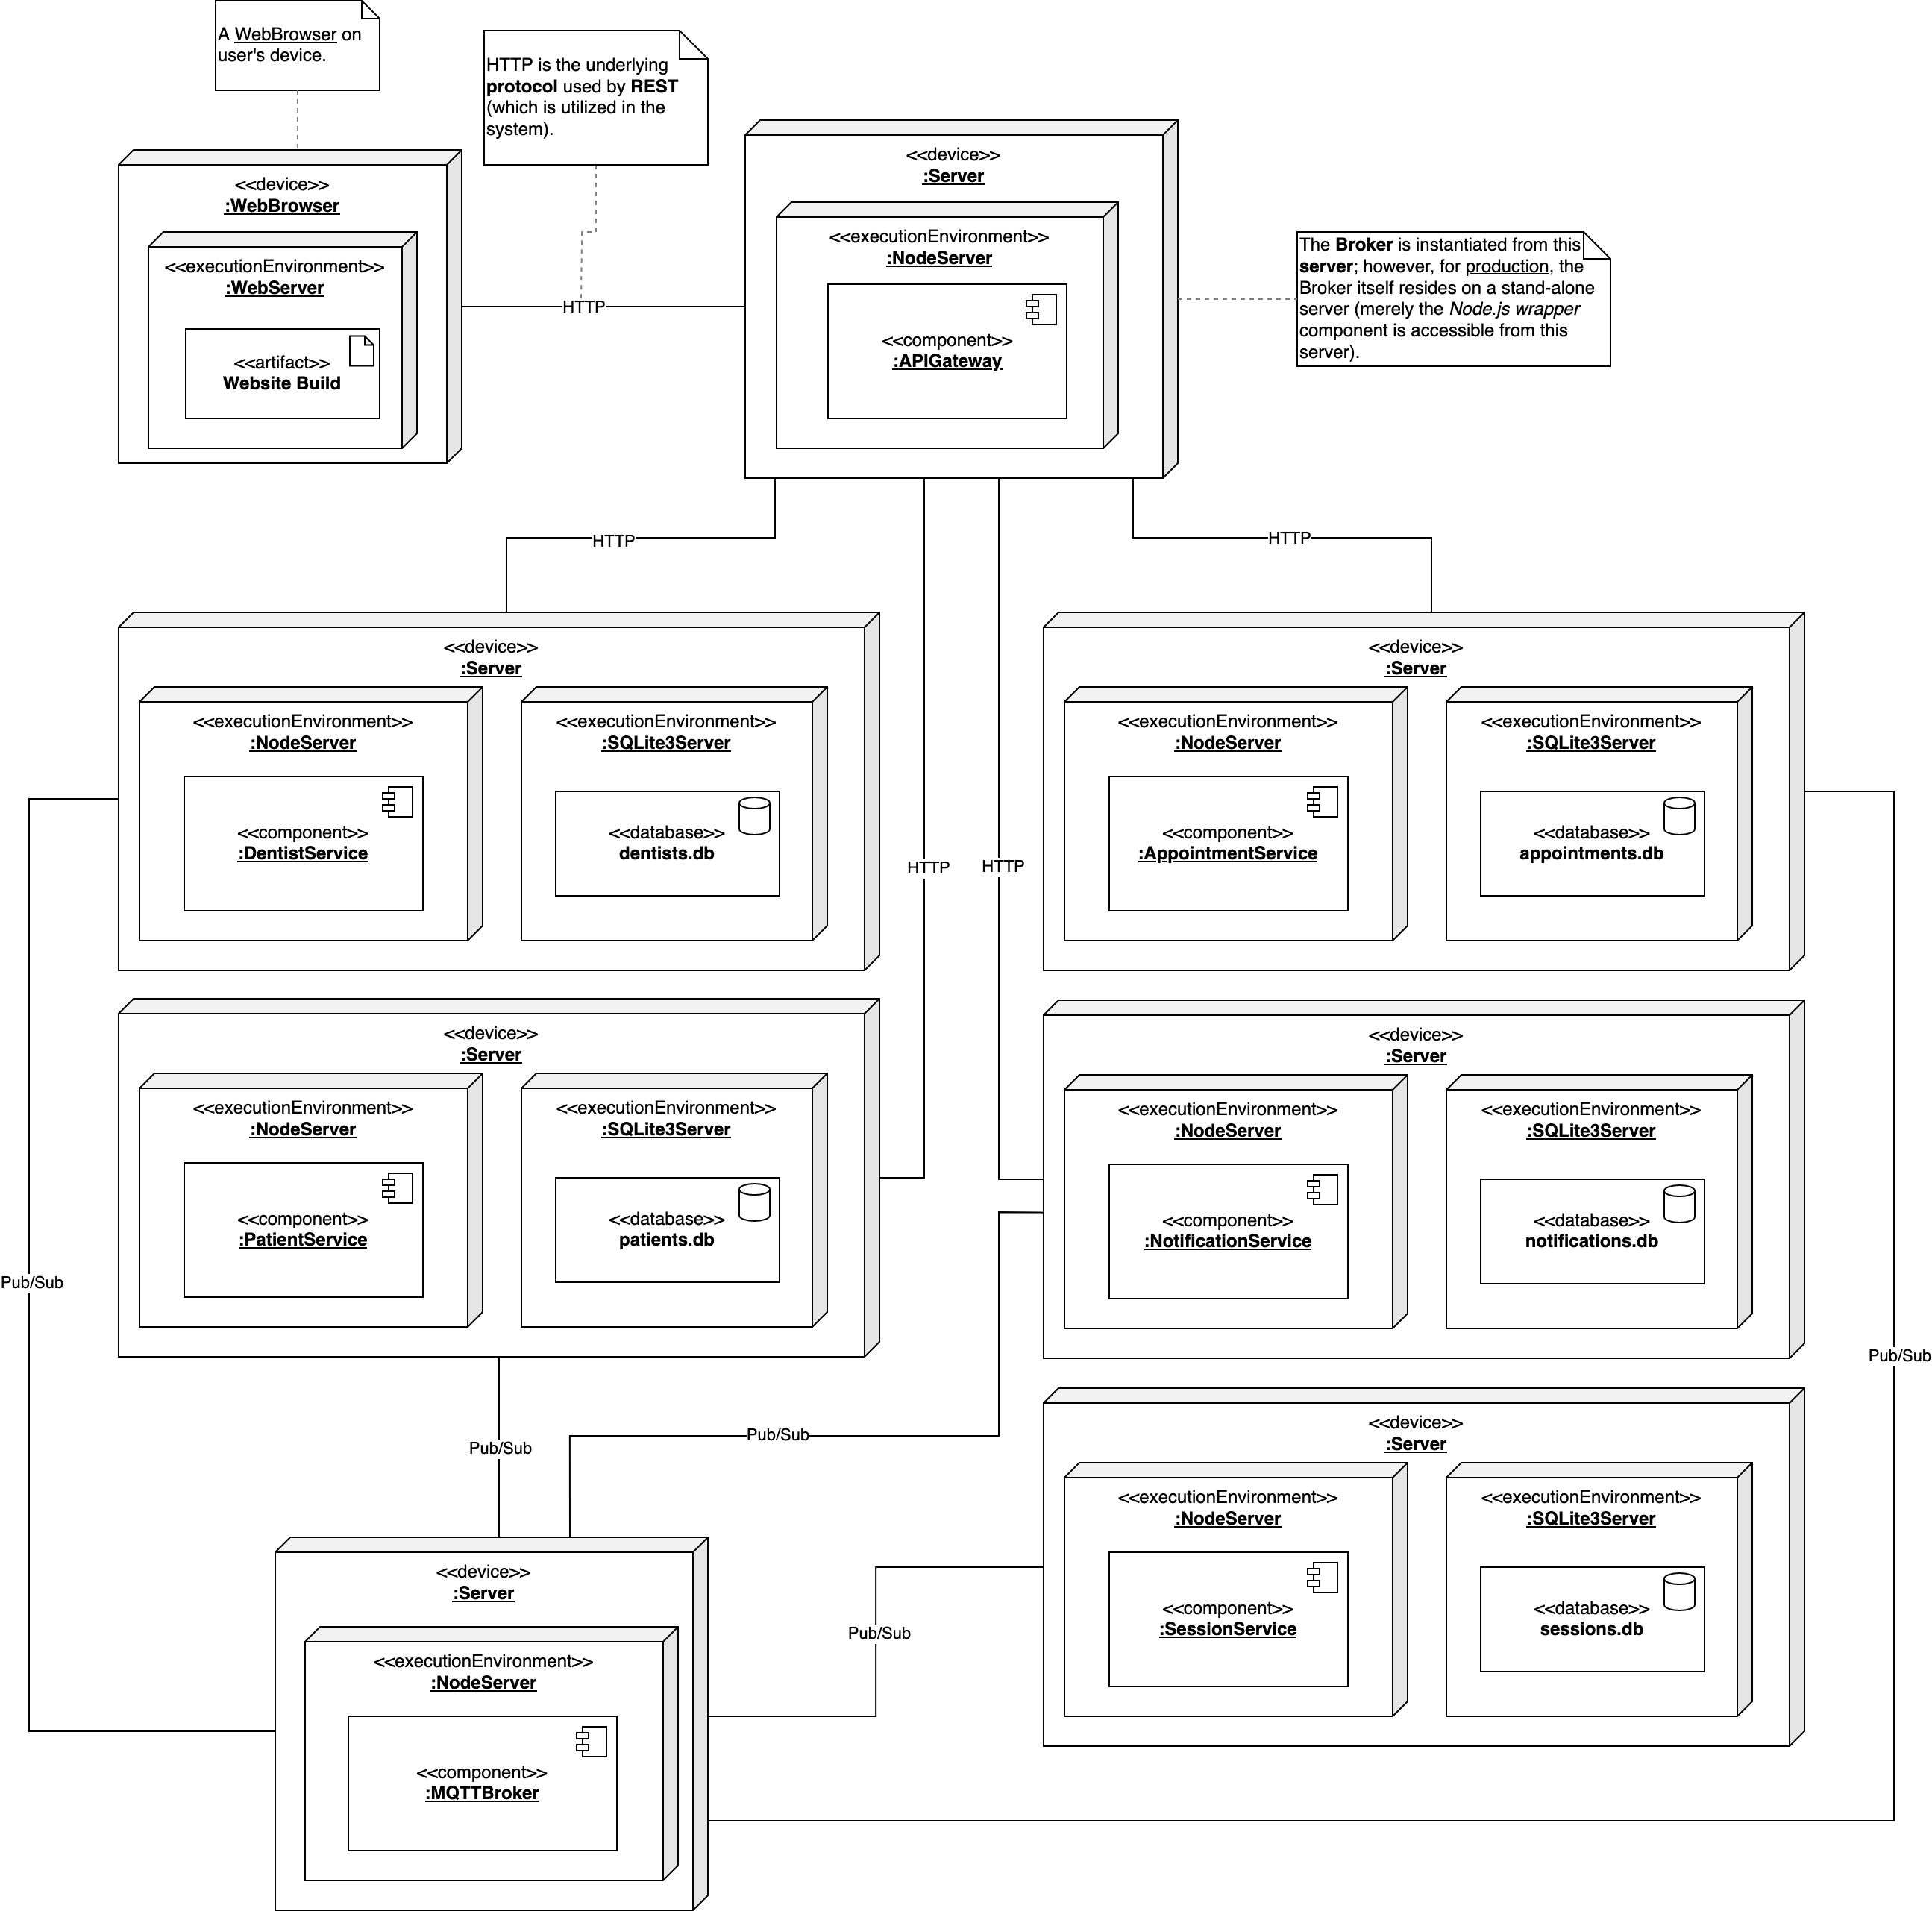 A WebBrowser on
user's device.
HTTP is the underlying
protocol used by REST
(which is utilized in the
system).
<<device>>
:WebBrowser
<<executionEnvironment>>
:WebServer
<<artifact>>
Website Build
HTTP
<<device>>
:Server
<<executionEnvironment>>
:NodeServer
<<component>>
:APIGateway
The Broker is instantiated from this
server; however, for production, the
Broker itself resides on a stand-alone
server (merely the Node.js wrapper
component is accessible from this
server).
HTTP
HTTP
<<device>>
:Server
<<executionEnvironment>>
:NodeServer
<<component>>
:DentistService
<<executionEnvironment>>
:SQLite3Server
<<database>>
dentists.db
HTTP
HTTP
<<device>>
:Server
<<executionEnvironment>>
:NodeServer
<<component>>
:AppointmentService
<<executionEnvironment>>
:SQLite3Server
<<database>>
appointments.db
<<device>>
:Server
<<executionEnvironment>>
:NodeServer
<<component>>
:PatientService
<<executionEnvironment>>
:SQLite3Server
<<database>>
patients.db
<<device>>
:Server
<<executionEnvironment>>
:NodeServer
<<component>>
:NotificationService
<<executionEnvironment>>
:SQLite3Server
<<database>>
notifications.db
Pub/Sub
Pub/Sub
Pub/Sub
Pub/Sub
<<device>>
:Server
<<executionEnvironment>>
:NodeServer
<<component>>
:SessionService
<<executionEnvironment>>
:SQLite3Server
<<database>>
sessions.db
Pub/Sub
<<device>>
:Server
<<executionEnvironment>>
:NodeServer
<<component>>
:MQTTBroker